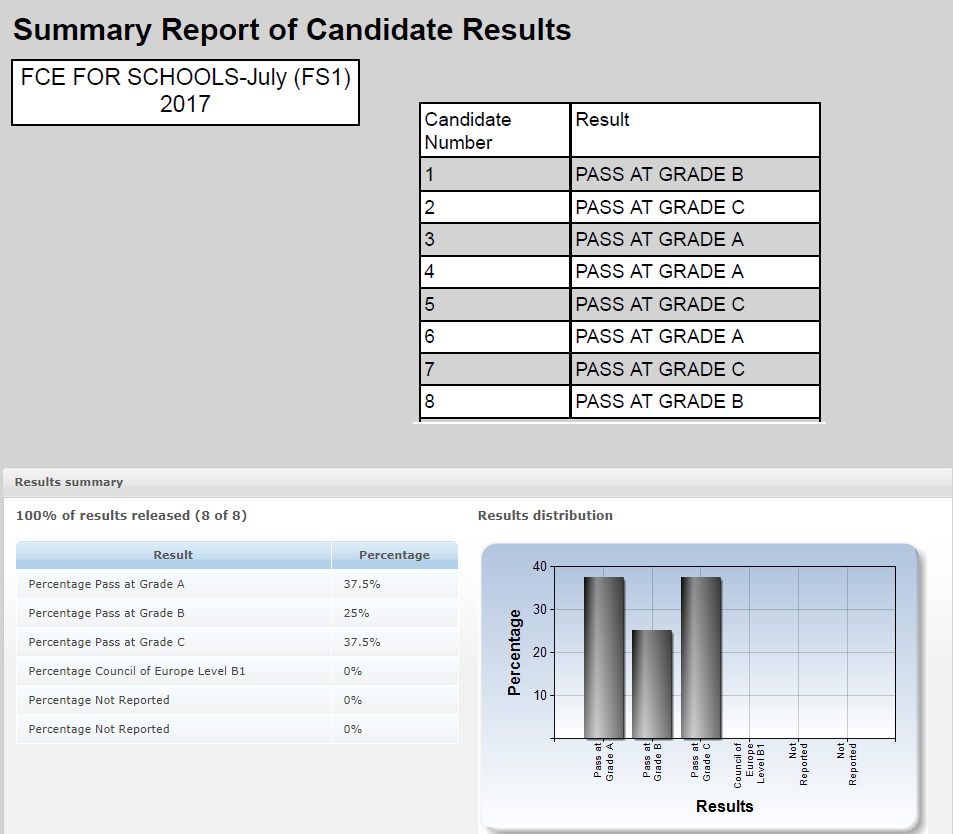 Summary Report of Candidate Results
FCE FOR SCHOOLS-July (FS1)
2017
Candidate Number Result
1 PASS AT GRADE B
2 PASS AT GRADE C
3 PASS AT GRADE A
4 PASS AT GRADE A
5 PASS AT GRADE C
6 PASS AT GRADE A
7 PASS AT GRADE C
8 PASS AT GRADE B
Results summary
100% of results released (8 of 8)
Result Percentage
Percentage Pass at Grade A 37.5%
Percentage Pass at Grade B 25%
Percentage Pass at Grade C 37.5%
Percentage Council of Europe Level B1 0%
Percentage Not Reported 0%
Percentage Not Reported 0%
Results distribution
Percentage
40
30
20
10
Pass at Grade A
Pass at Grade B
Pass at Grade C
Council of Europe Level B1
Not Reported
Not Reported
Results